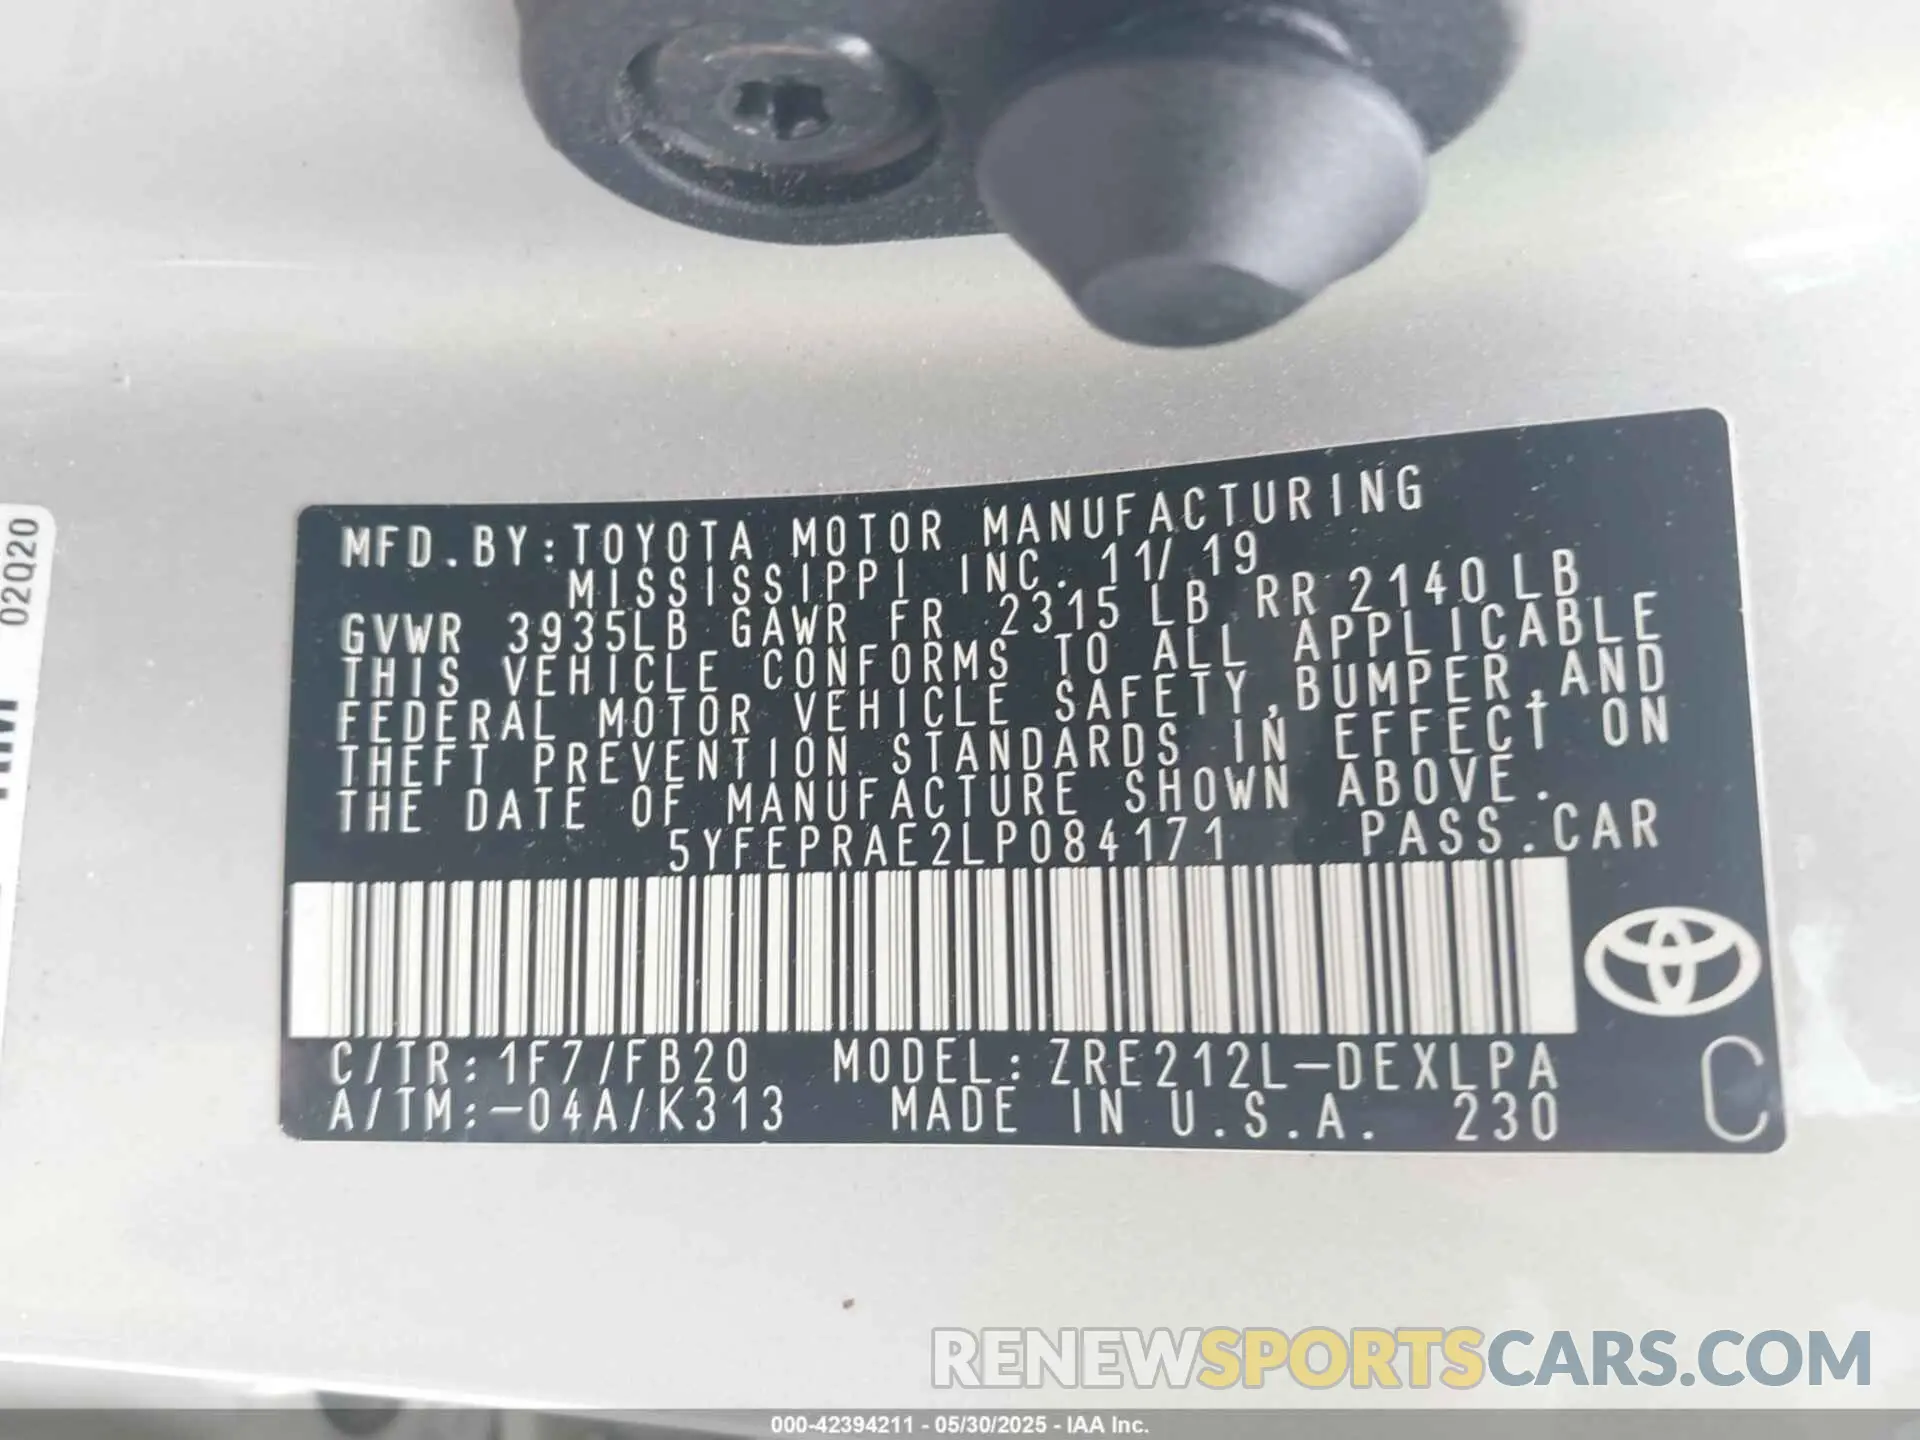 MFD.BY:TOYOTA MOTOR MANUFACTURING
MISSISSIPPI INC. 11/19
GVWR 3935LB GAWR FR 2315LB RR 2140LB
THIS VEHICLE CONFORMS TO ALL APPLICABLE
FEDERAL MOTOR VEHICLE SAFETY,BUMPER,AND
THEFT PREVENTION STANDARDS IN EFFECT ON
THE DATE OF MANUFACTURE SHOWN ABOVE.
5YFEPRAE2LP084171 PASS.CAR
C/TR:1F7/FB20 MODEL:ZRE212L-DEXLPA
A/TM:-04A/K313 MADE IN U.S.A. 230
C
02Q20
RENEWSPORTSCARS.COM
000-42394211 - 05/30/2025 - IAA Inc.